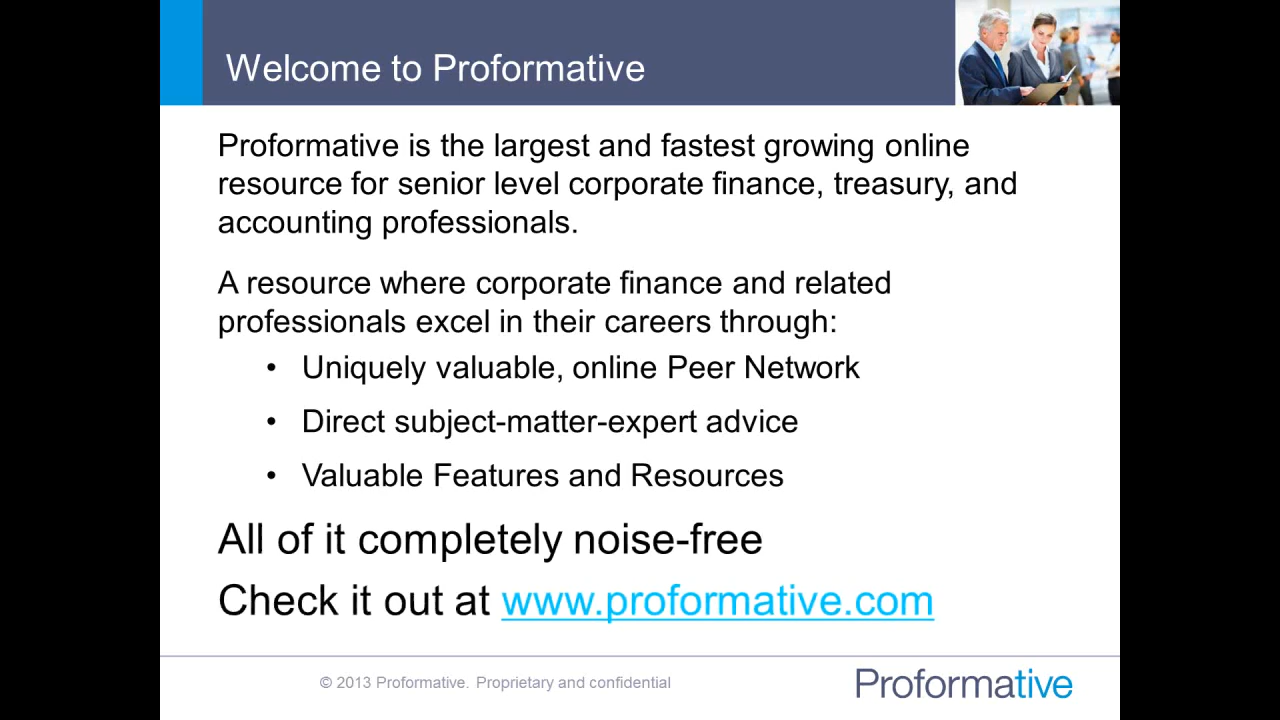 Welcome to Proformative
Proformative is the largest and fastest growing online
resource for senior level corporate finance, treasury, and
accounting professionals.
A resource where corporate finance and related
professionals excel in their careers through:
• Uniquely valuable, online Peer Network
• Direct subject-matter-expert advice
• Valuable Features and Resources
All of it completely noise-free
Check it out at www.proformative.com
© 2013 Proformative. Proprietary and confidential
Proformative